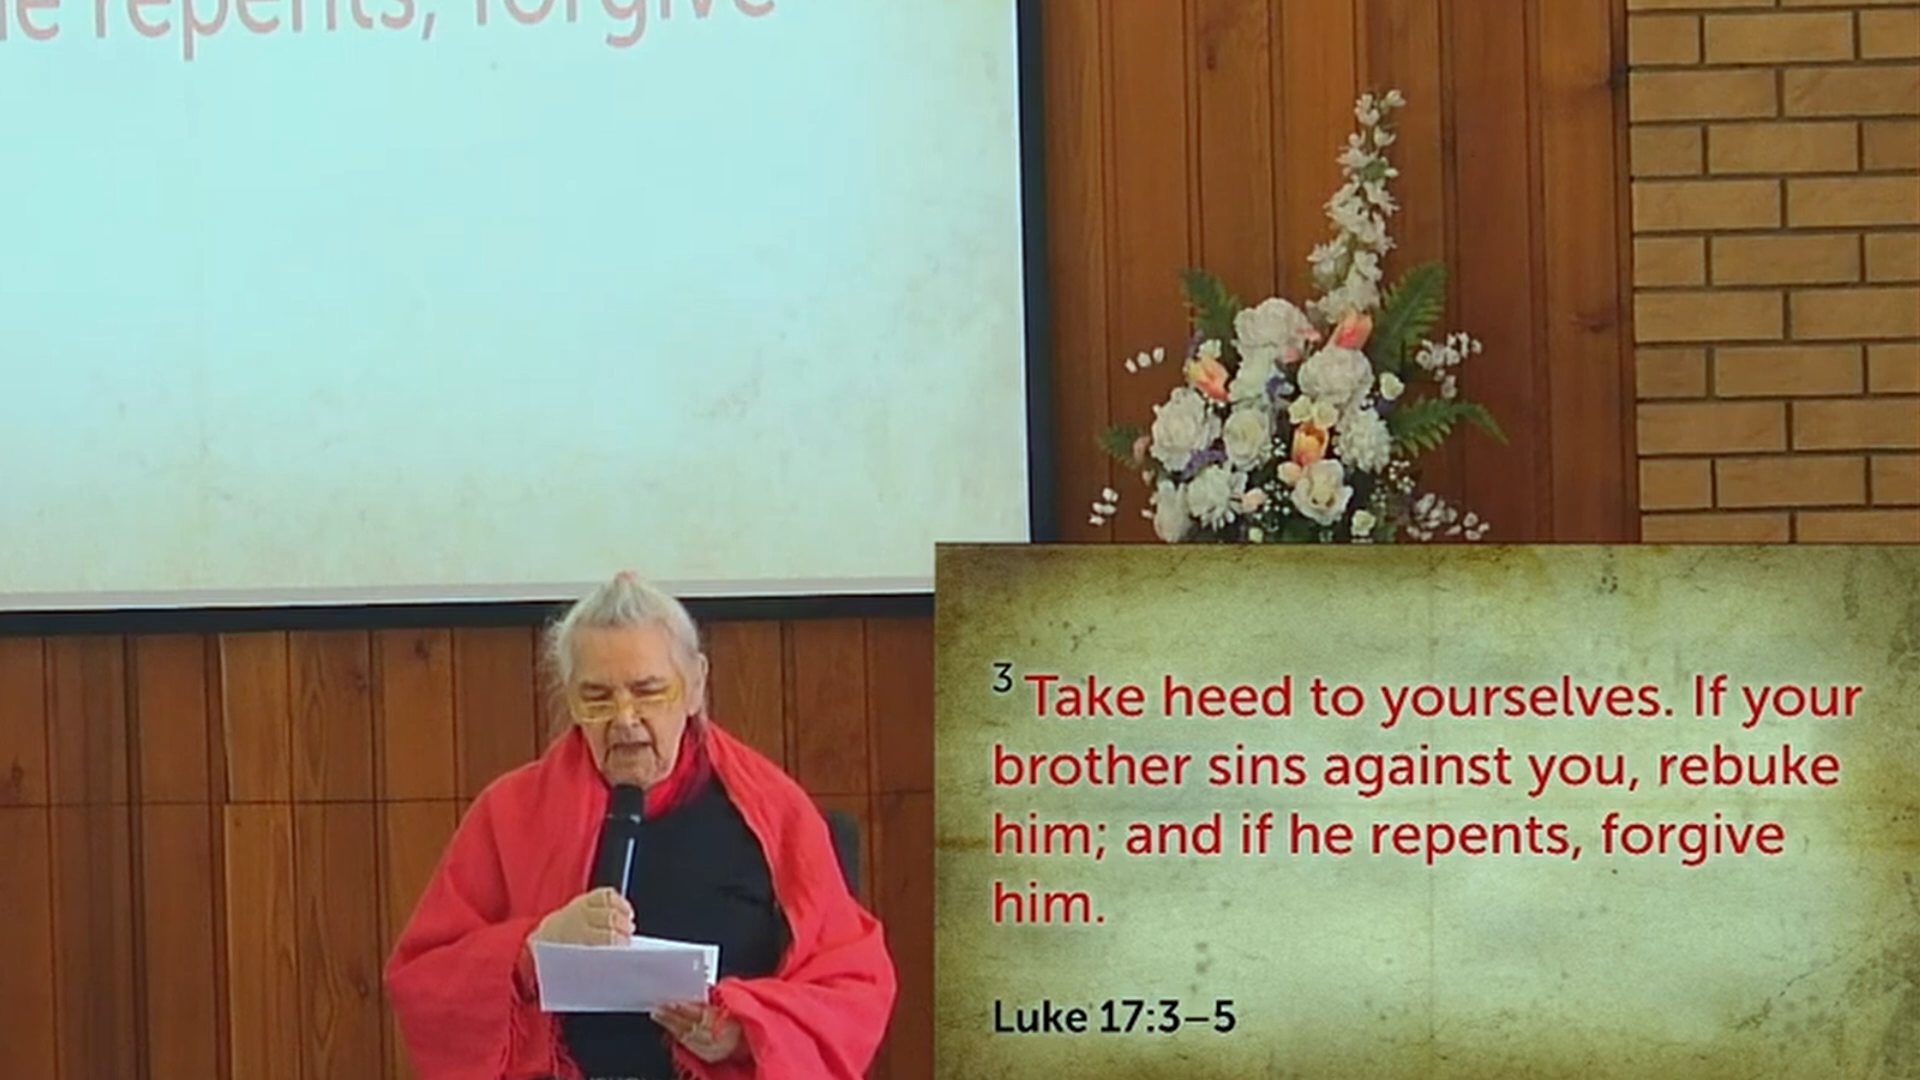 he repents, forgive
3 Take heed to yourselves. If your
brother sins against you, rebuke
him; and if he repents, forgive
him.
Luke 17:3–5